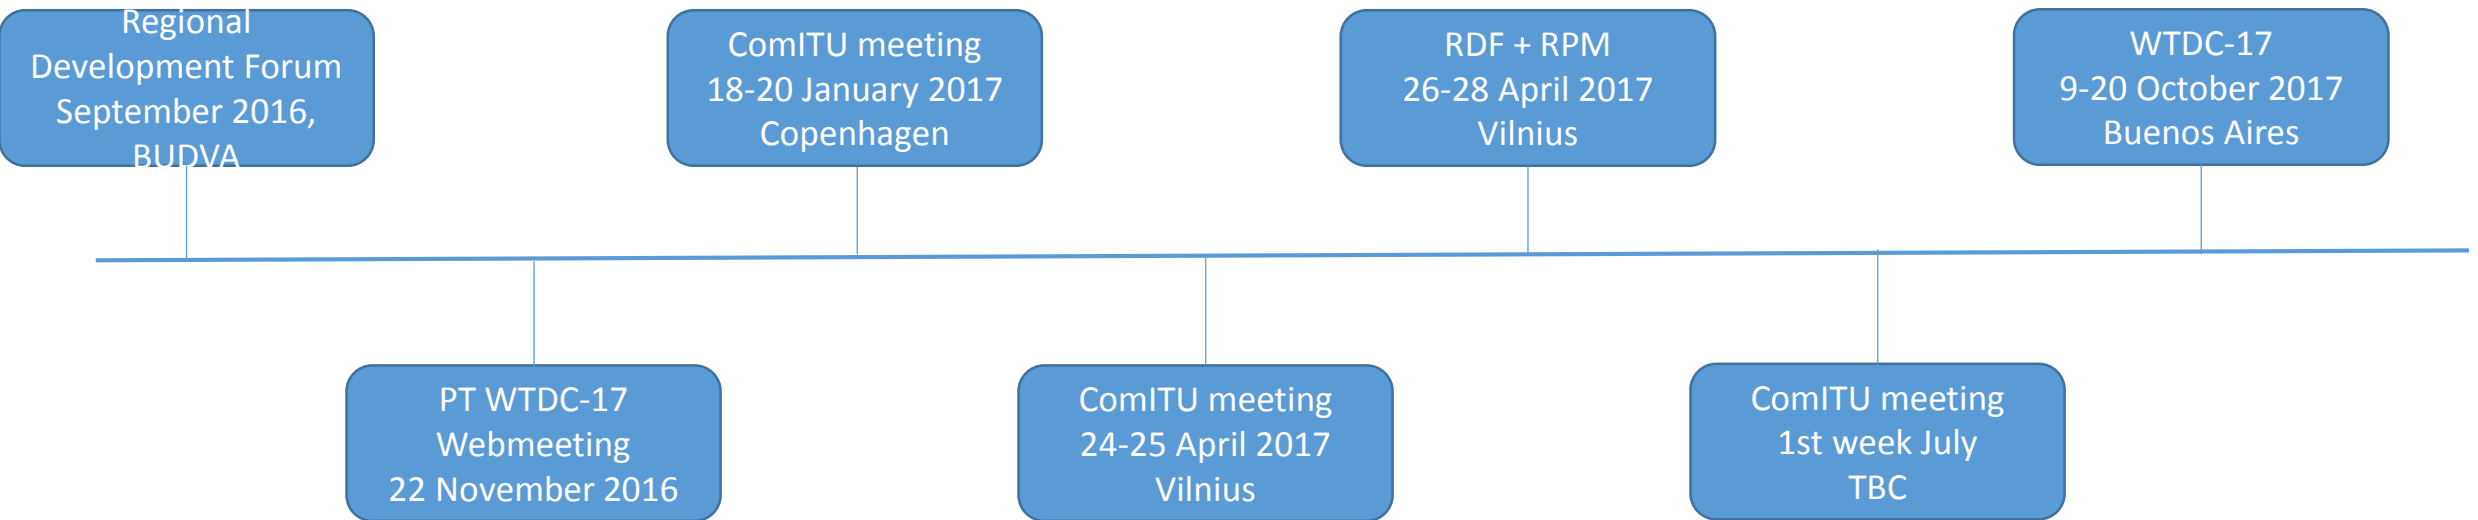 Regional
Development Forum
September 2016,
BUDVA
ComITU meeting
18-20 January 2017
Copenhagen
RDF + RPM
26-28 April 2017
Vilnius
WTDC-17
9-20 October 2017
Buenos Aires
PT WTDC-17
Webmeeting
22 November 2016
ComITU meeting
24-25 April 2017
Vilnius
ComITU meeting
1st week July
TBC